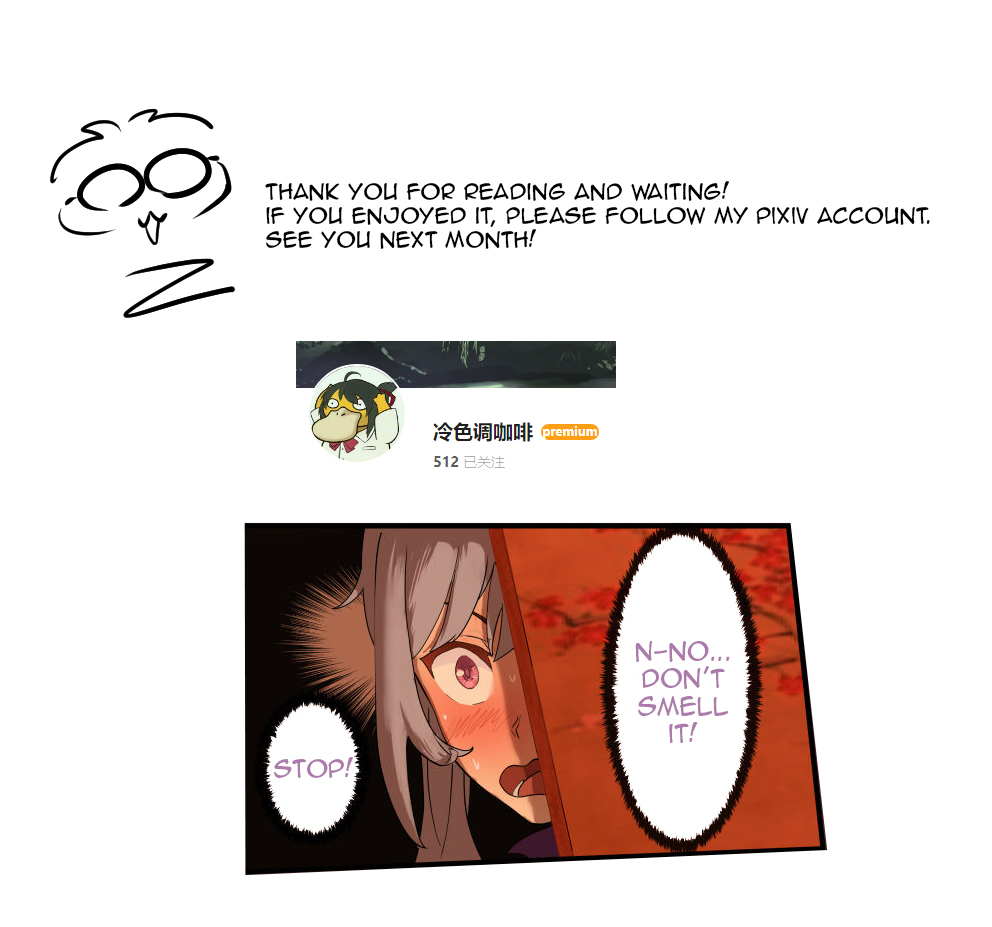 THANK YOU FOR READING AND WAITING!
IF YOU ENJOYED IT, PLEASE FOLLOW MY PIXIV ACCOUNT.
SEE YOU NEXT MONTH!
冷色调咖啡 premium
512 已关注
N-NO...
DON'T
SMELL
IT!
STOP!